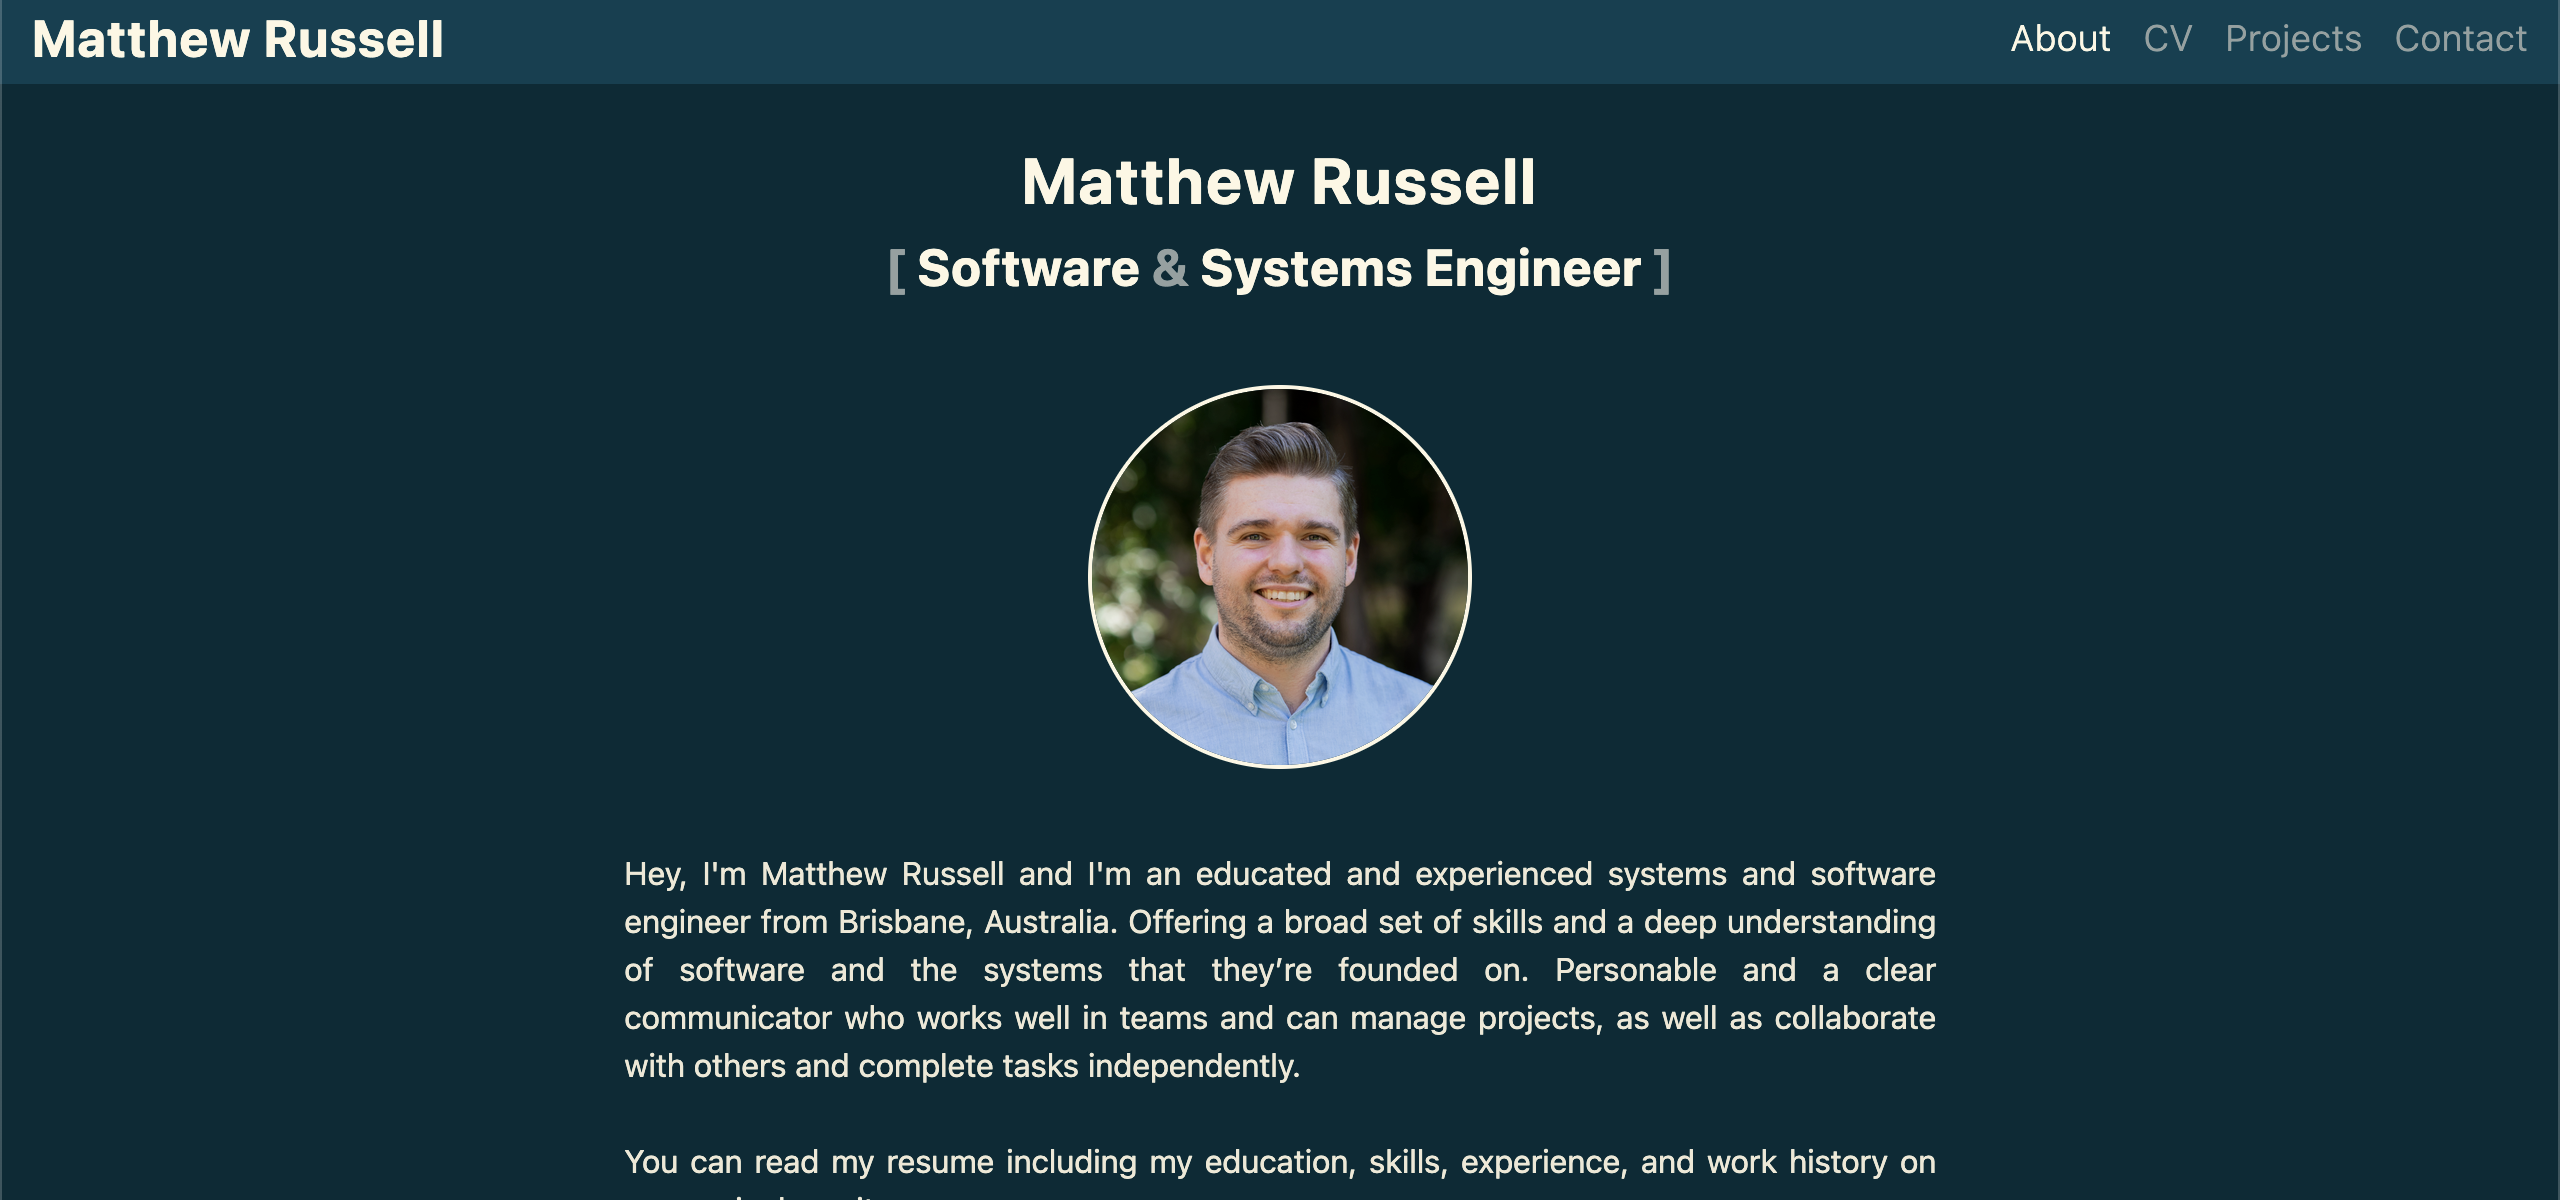 Matthew Russell
About CV Projects Contact
Matthew Russell
[ Software & Systems Engineer ]
Hey, I'm Matthew Russell and I'm an educated and experienced systems and software
engineer from Brisbane, Australia. Offering a broad set of skills and a deep understanding
of software and the systems that they’re founded on. Personable and a clear
communicator who works well in teams and can manage projects, as well as collaborate
with others and complete tasks independently.
You can read my resume including my education, skills, experience, and work history on